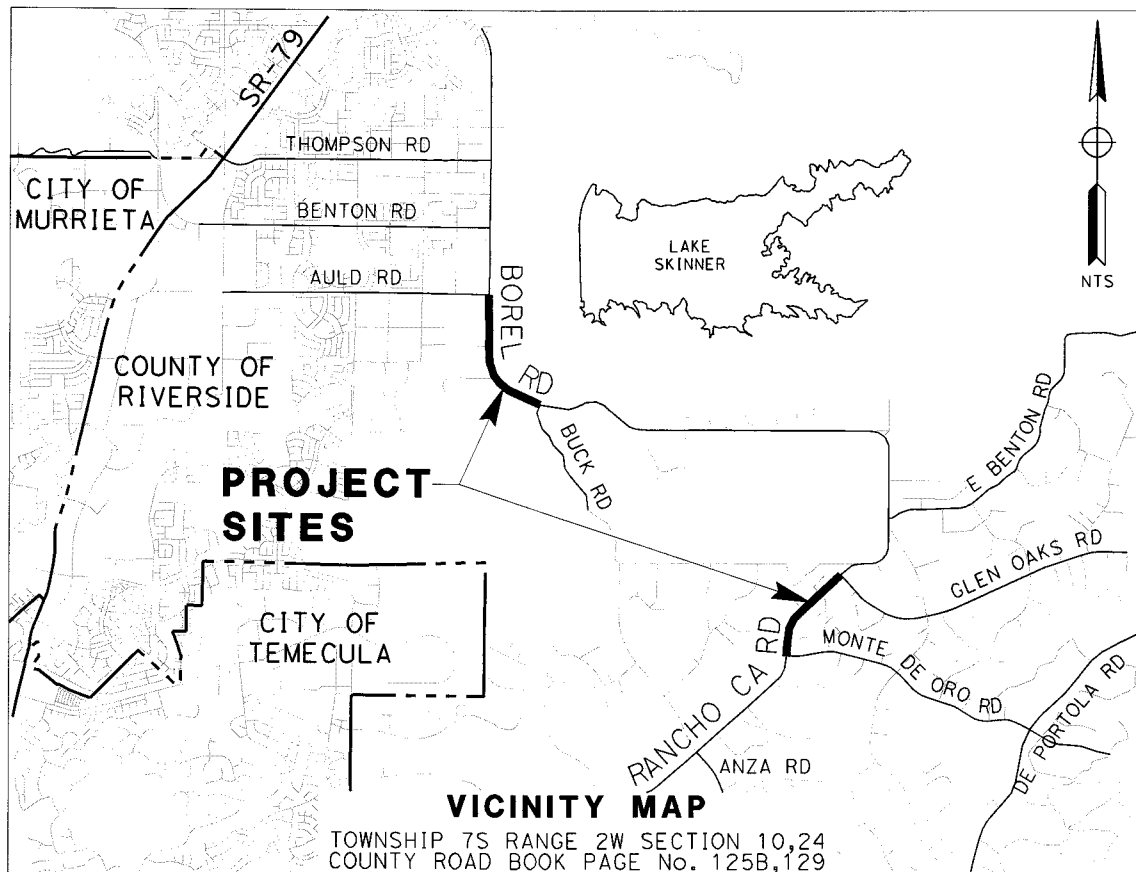 SR-79
THOMPSON RD
CITY OF
MURRIETA
BENTON RD
LAKE
SKINNER
AULD RD
NTS
BOREL RD
COUNTY OF
RIVERSIDE
E BENTON RD
BUCK RD
PROJECT
SITES
GLEN OAKS RD
CITY OF
TEMECULA
MONTE DE ORO RD
RANCHO CA RD
DE PORTOLA RD
ANZA RD
VICINITY MAP
TOWNSHIP 7S RANGE 2W SECTION 10,24
COUNTY ROAD BOOK PAGE No. 125B,129